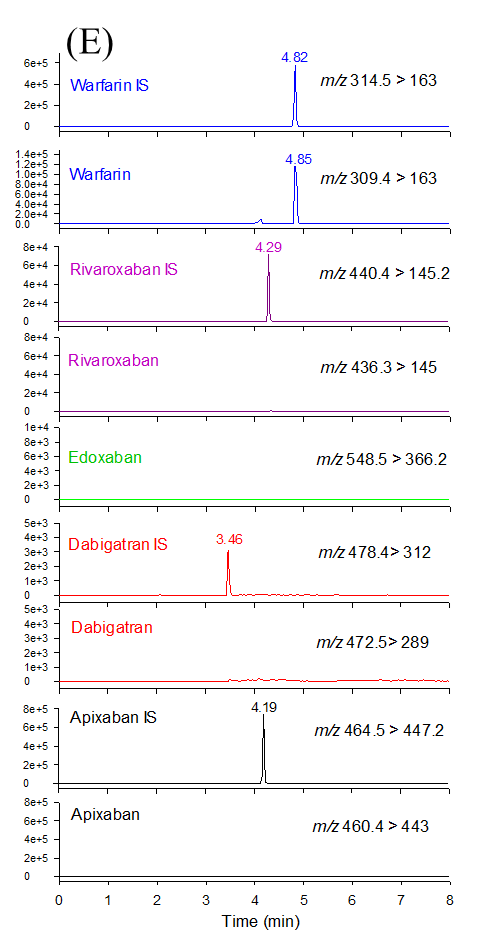 (E)
4.82
6e+5
Warfarin IS
m/z 314.5 > 163
4e+5
2e+5
0
1.4e+5
4.85
1.2e+5
1.0e+5
Warfarin
m/z 309.4 > 163
8.0e+4
6.0e+4
4.0e+4
2.0e+4
0.0
8e+4
4.29
Rivaroxaban IS
m/z 440.4 > 145.2
6e+4
4e+4
2e+4
0
8e+4
Rivaroxaban
m/z 436.3 > 145
6e+4
4e+4
2e+4
0
1e+4
8e+3
Edoxaban
m/z 548.5 > 366.2
6e+3
4e+3
2e+3
0
5e+3
4e+3
Dabigatran IS
3.46
m/z 478.4> 312
3e+3
2e+3
1e+3
0
5e+3
4e+3
Dabigatran
m/z 472.5> 289
3e+3
2e+3
1e+3
0
8e+5
4.19
Apixaban IS
m/z 464.5 > 447.2
6e+5
4e+5
2e+5
0
8e+5
Apixaban
m/z 460.4 > 443
6e+5
4e+5
2e+5
0
0 1 2 3 4 5 6 7 8
Time (min)